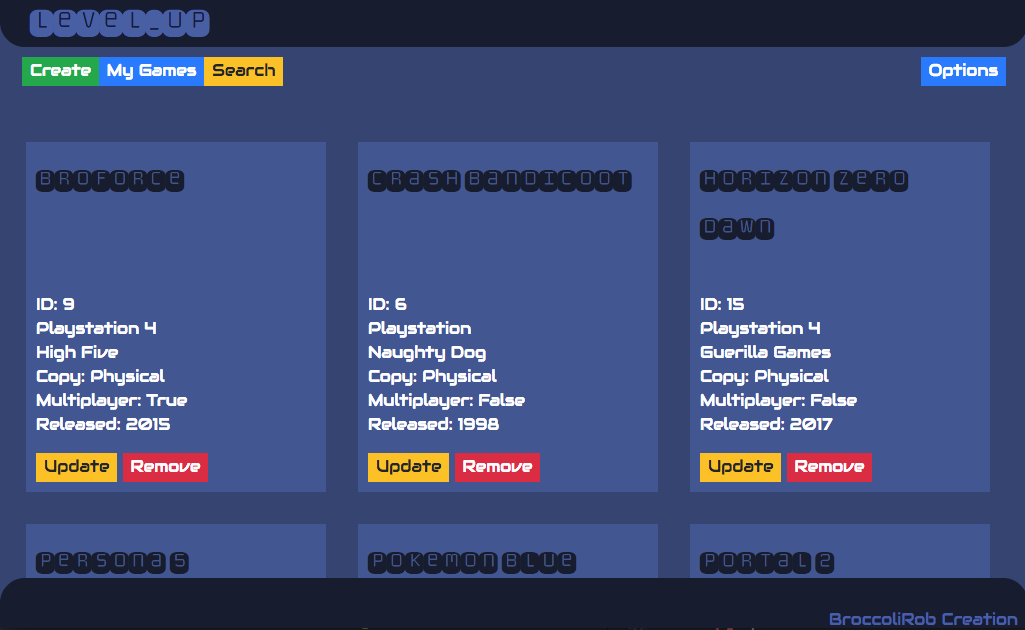 LeveL_UP
Create My Games Search Options
BROFORCe
CRaSH BanDICOOT
HORIZON ZeRO
DaWn
ID: 9
Playstation 4
High Five
Copy: Physical
Multiplayer: True
Released: 2015
Update Remove
ID: 6
Playstation
Naughty Dog
Copy: Physical
Multiplayer: False
Released: 1998
Update Remove
ID: 15
Playstation 4
Guerilla Games
Copy: Physical
Multiplayer: False
Released: 2017
Update Remove
PeRSOna 5
POKeMON BLUe
PORTaL 2
BroccoliRob Creation